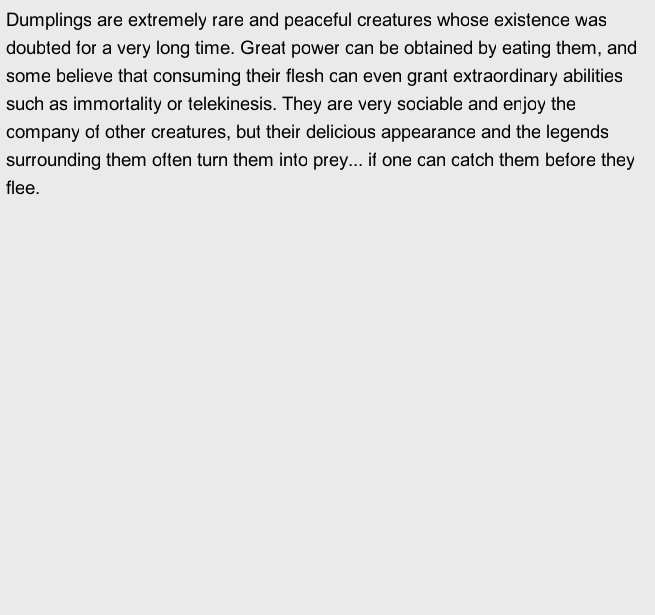 Dumplings are extremely rare and peaceful creatures whose existence was
doubted for a very long time. Great power can be obtained by eating them, and
some believe that consuming their flesh can even grant extraordinary abilities
such as immortality or telekinesis. They are very sociable and enjoy the
company of other creatures, but their delicious appearance and the legends
surrounding them often turn them into prey... if one can catch them before they
flee.